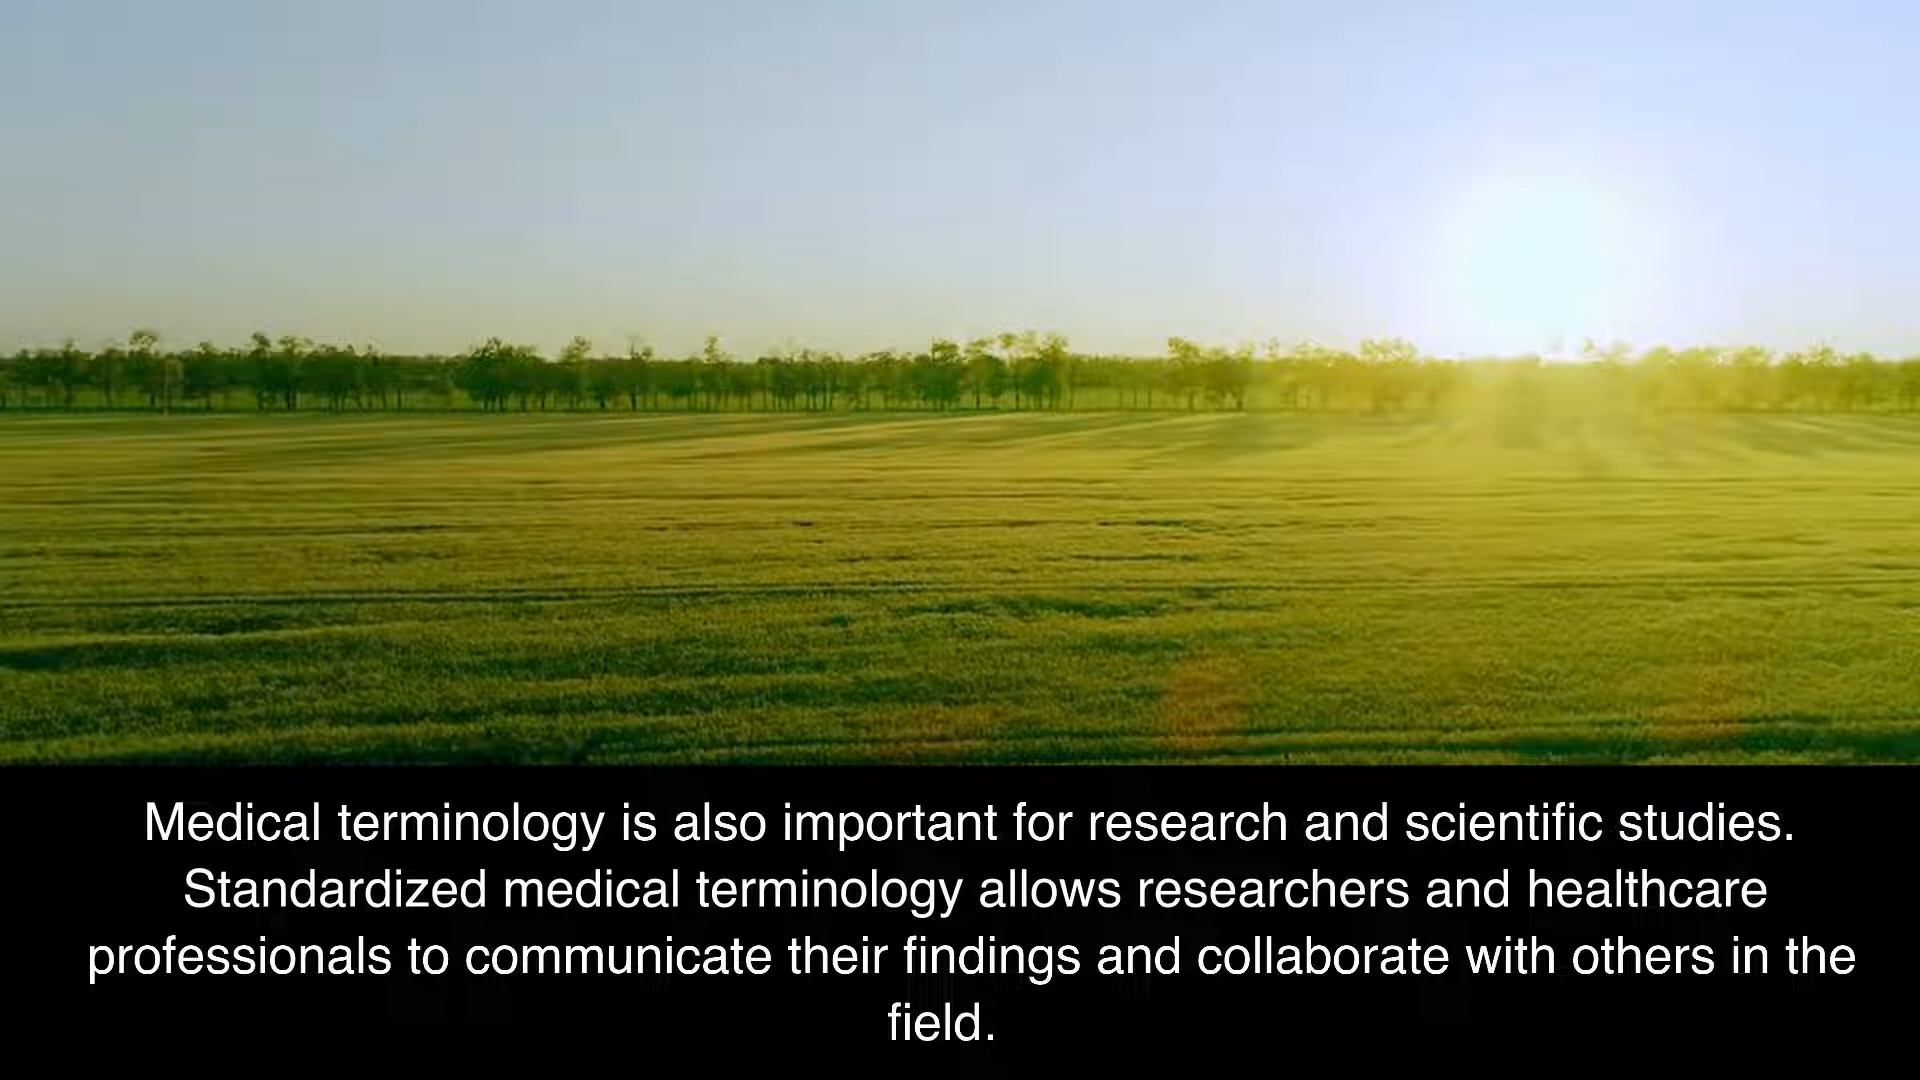 Medical terminology is also important for research and scientific studies.
Standardized medical terminology allows researchers and healthcare
professionals to communicate their findings and collaborate with others in the
field.